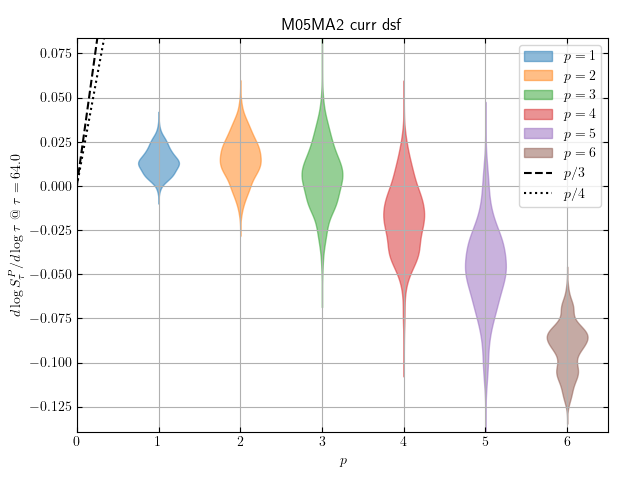 M05MA2 curr dsf
d log S_τ^P / d log τ @ τ = 64.0
0.075
0.050
0.025
0.000
−0.025
−0.050
−0.075
−0.100
−0.125
0 1 2 3 4 5 6
p
p = 1
p = 2
p = 3
p = 4
p = 5
p = 6
p/3
p/4